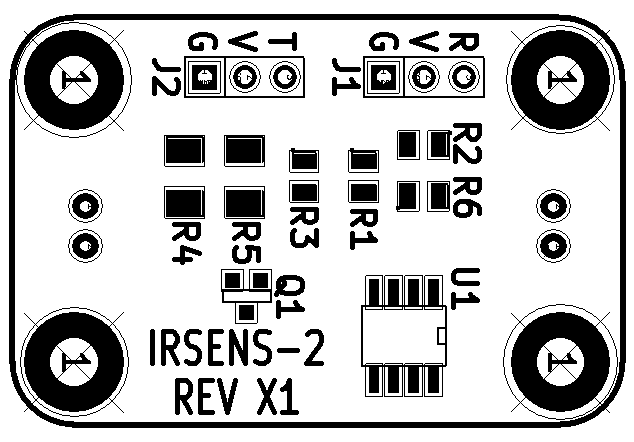 G V T
G V R
J2
J1
1
1
R2
R6
R4
R5
R3
R1
Q1
U1
IRSENS-2
REV X1
1
1